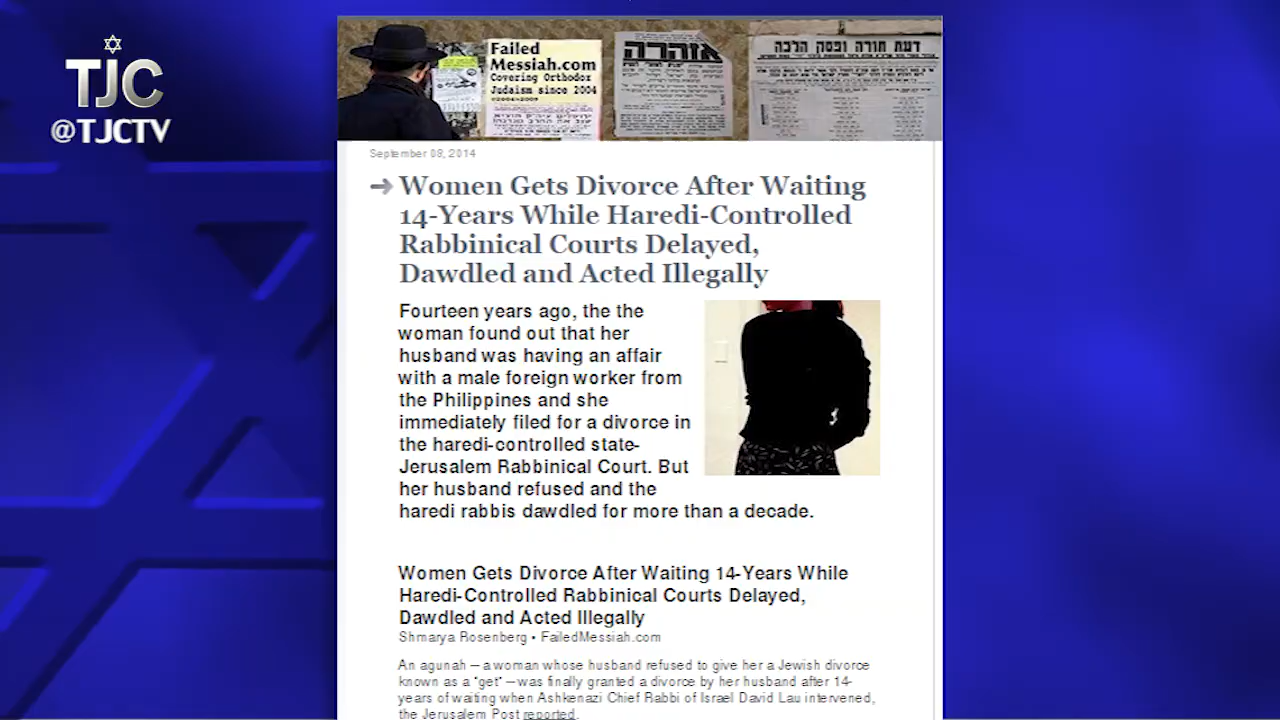 TJC
@TJCTV
Failed
Messiah.com
Covering Orthodox
Judaism since 2004
©2004-2009
אזהרה
דעת תורה ופסק הלכה
September 08, 2014
Women Gets Divorce After Waiting
14-Years While Haredi-Controlled
Rabbinical Courts Delayed,
Dawdled and Acted Illegally
Fourteen years ago, the the
woman found out that her
husband was having an affair
with a male foreign worker from
the Philippines and she
immediately filed for a divorce in
the haredi-controlled state-
Jerusalem Rabbinical Court. But
her husband refused and the
haredi rabbis dawdled for more than a decade.
Women Gets Divorce After Waiting 14-Years While
Haredi-Controlled Rabbinical Courts Delayed,
Dawdled and Acted Illegally
Shmarya Rosenberg • FailedMessiah.com
An agunah — a woman whose husband refused to give her a Jewish divorce
known as a "get" — was finally granted a divorce by her husband after 14-
years of waiting when Ashkenazi Chief Rabbi of Israel David Lau intervened,
the Jerusalem Post reported.